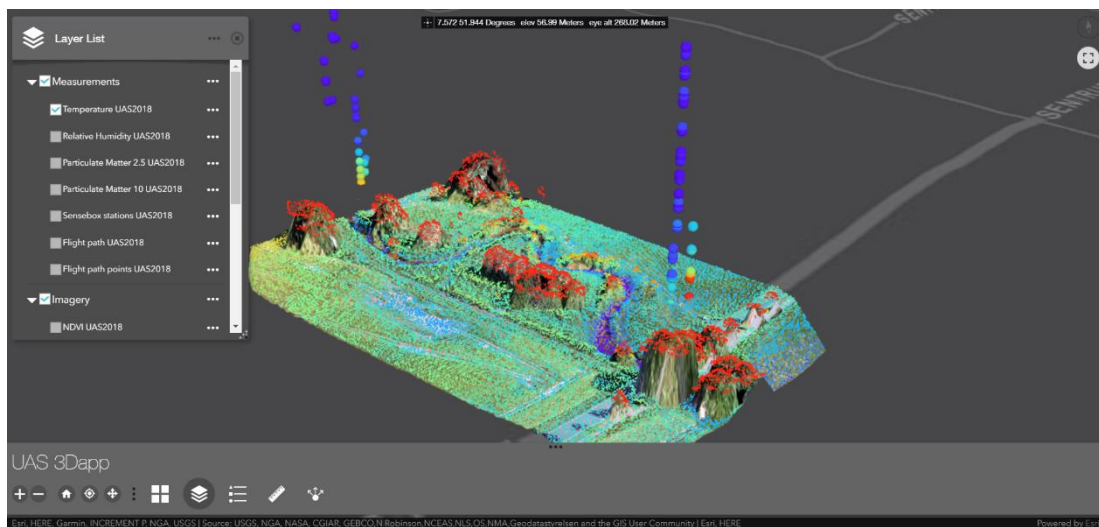 7.572 51.944 Degrees elev 56.99 Meters eye alt 268.02 Meters
Layer List
Measurements
Temperature UAS2018
Relative Humidity UAS2018
Particulate Matter 2.5 UAS2018
Particulate Matter 10 UAS2018
Sensebox stations UAS2018
Flight path UAS2018
Flight path points UAS2018
Imagery
NDVI UAS2018
SENTRUP
UAS 3Dapp
Esri, HERE, Garmin, INCREMENT P, NGA, USGS | Source: USGS, NGA, NASA, CGIAR, GEBCO,N Robinson,NCEAS,NLS,OS,NMA,Geodatastyrelsen and the GIS User Community | Esri, HERE
Powered by Esri